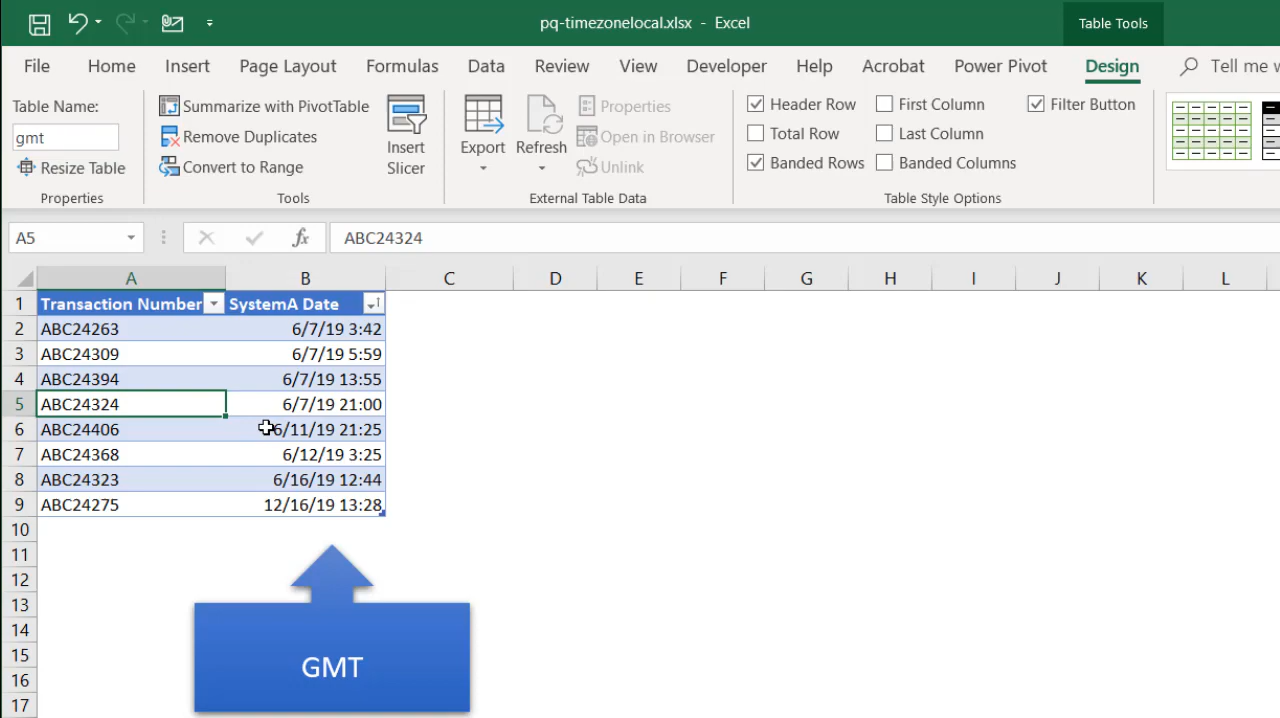 pq-timezonelocal.xlsx - Excel
Table Tools
File Home Insert Page Layout Formulas Data Review View Developer Help Acrobat Power Pivot Design Tell me
Table Name:
gmt
Resize Table
Properties
Summarize with PivotTable
Remove Duplicates
Convert to Range
Insert
Slicer
Tools
Export
Refresh
Properties
Open in Browser
Unlink
External Table Data
Header Row First Column Filter Button
Total Row Last Column
Banded Rows Banded Columns
Table Style Options
A5 fx ABC24324
A B C D E F G H I J K L
1 Transaction Number SystemA Date
2 ABC24263 6/7/19 3:42
3 ABC24309 6/7/19 5:59
4 ABC24394 6/7/19 13:55
5 ABC24324 6/7/19 21:00
6 ABC24406 6/11/19 21:25
7 ABC24368 6/12/19 3:25
8 ABC24323 6/16/19 12:44
9 ABC24275 12/16/19 13:28
10
11
12
13
14
15
16
17
GMT